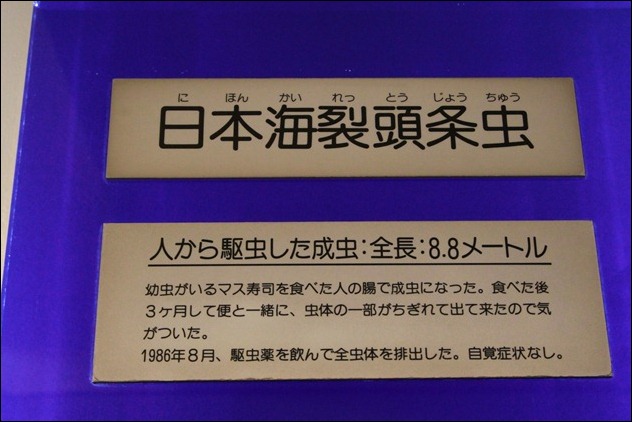 に ほん かい れっ とう じょう ちゅう
日本海裂頭条虫
人から駆虫した成虫:全長:8.8メートル
幼虫がいるマス寿司を食べた人の腸で成虫になった。食べた後
3ヶ月して便と一緒に、虫体の一部がちぎれて出て来たので気
がついた。
1986年8月、駆虫薬を飲んで全虫体を排出した。自覚症状なし。